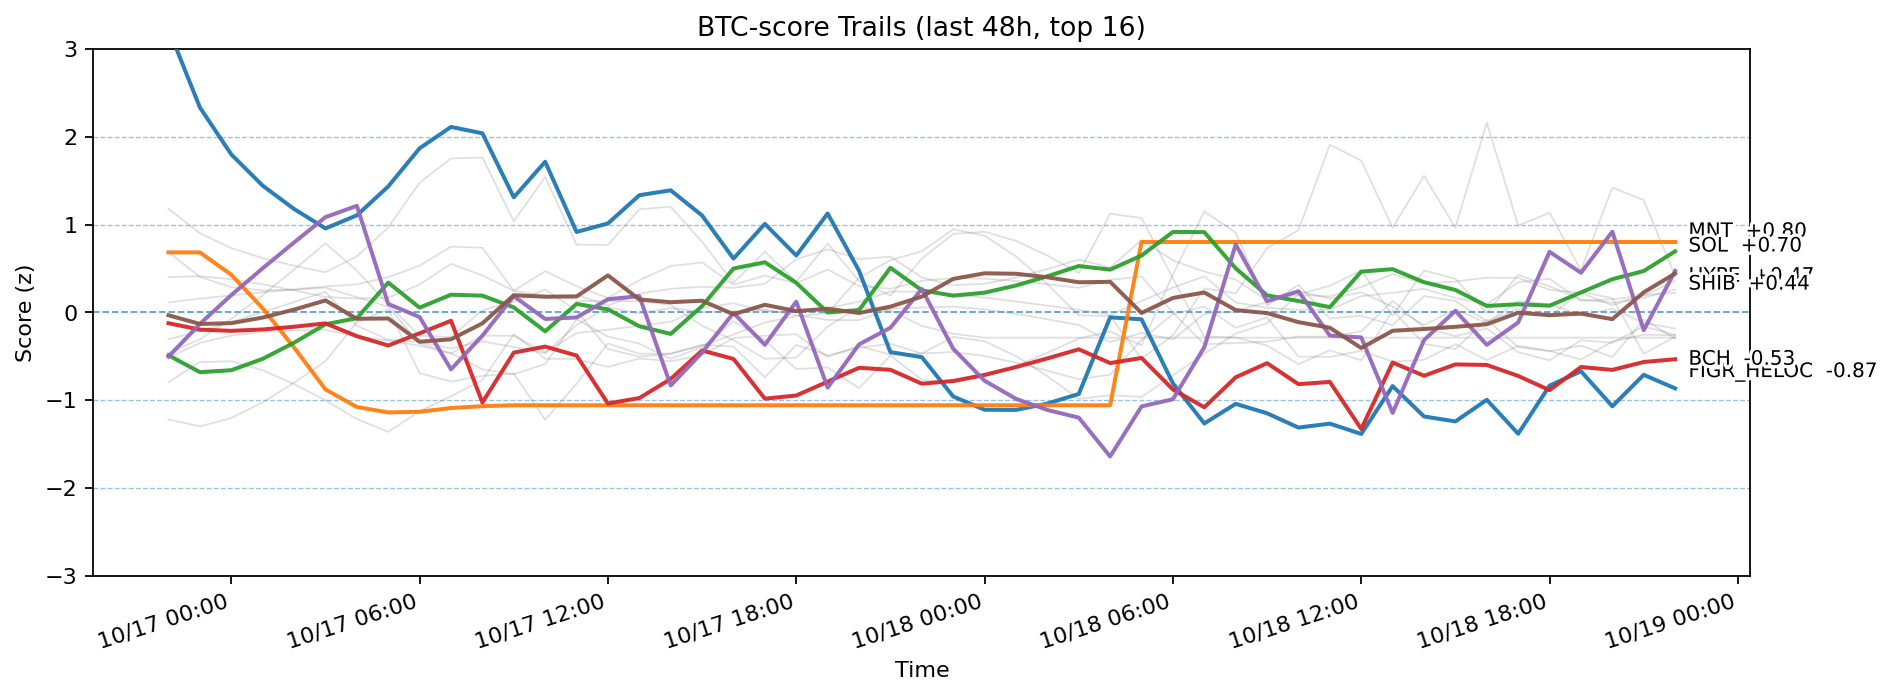 BTC-score Trails (last 48h, top 16)
Score (z)
3
2
1
0
−1
−2
−3
MNT +0.80
SOL +0.70
HYPE +0.47
SHIB +0.44
BCH -0.53
FIGR_HELOC -0.87
10/17 00:00
10/17 06:00
10/17 12:00
10/17 18:00
10/18 00:00
10/18 06:00
10/18 12:00
10/18 18:00
10/19 00:00
Time